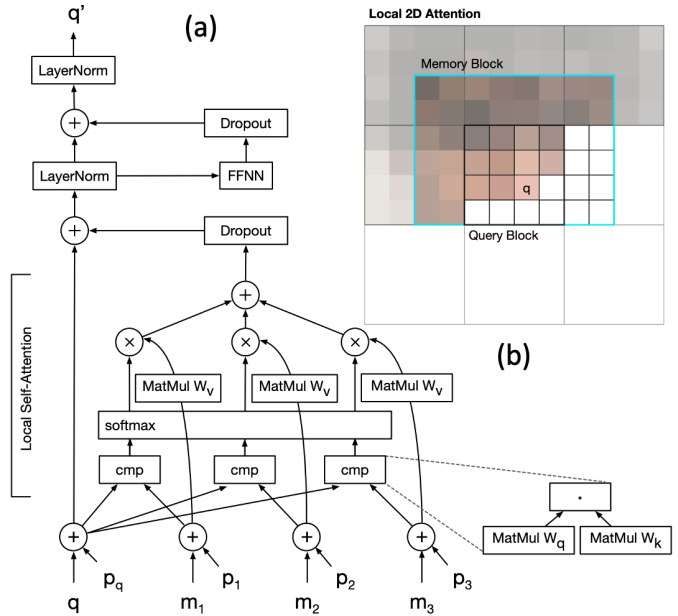 q'
(a)
LayerNorm
Dropout
LayerNorm
FFNN
Dropout
Local Self-Attention
MatMul Wv
MatMul Wv
MatMul Wv
softmax
cmp
cmp
cmp
q
pq
m1
p1
m2
p2
m3
p3
Local 2D Attention
Memory Block
q
Query Block
(b)
.
MatMul Wq
MatMul Wk